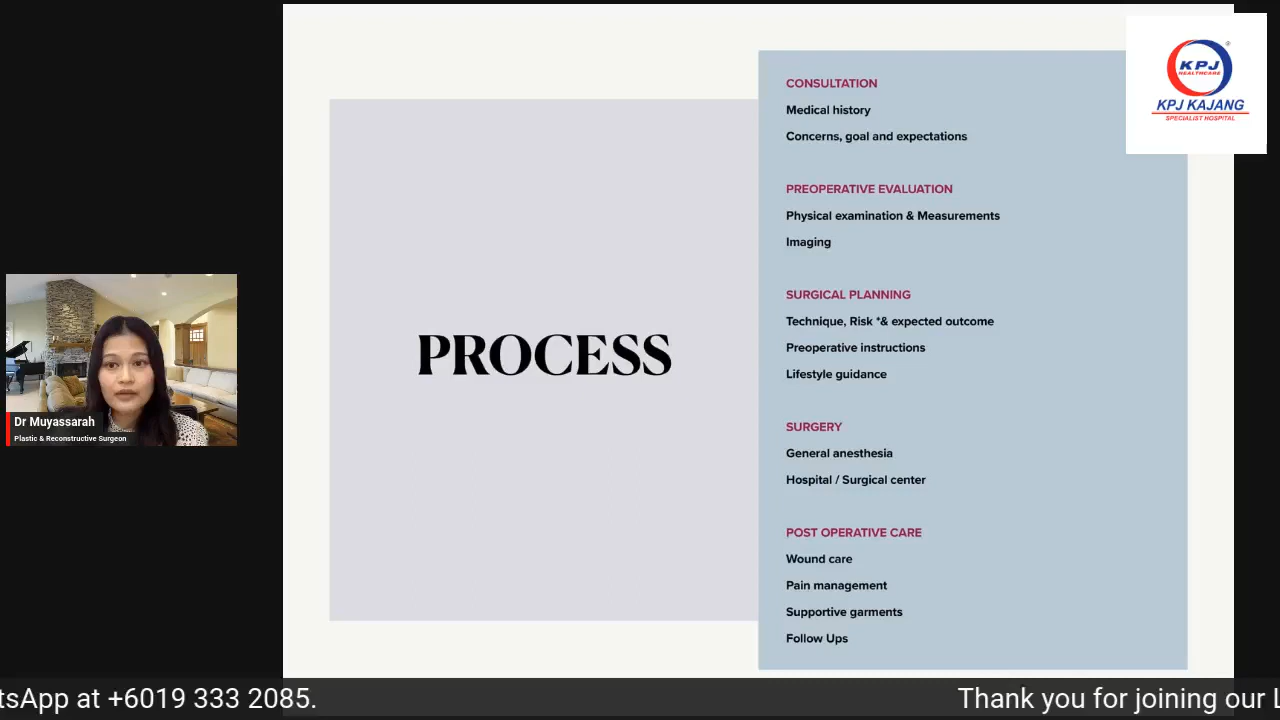 KPJ
HEALTHCARE
KPJ KAJANG
SPECIALIST HOSPITAL
PROCESS
CONSULTATION
Medical history
Concerns, goal and expectations
PREOPERATIVE EVALUATION
Physical examination & Measurements
Imaging
SURGICAL PLANNING
Technique, Risk *& expected outcome
Preoperative instructions
Lifestyle guidance
SURGERY
General anesthesia
Hospital / Surgical center
POST OPERATIVE CARE
Wound care
Pain management
Supportive garments
Follow Ups
Dr Muyassarah
Plastic & Reconstructive Surgeon
tsApp at +6019 333 2085.
Thank you for joining our L